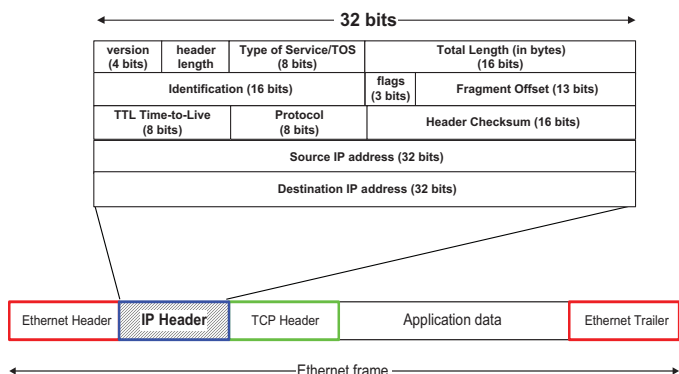 32 bits
version
(4 bits)
header
length
Type of Service/TOS
(8 bits)
Total Length (in bytes)
(16 bits)
Identification (16 bits)
flags
(3 bits)
Fragment Offset (13 bits)
TTL Time-to-Live
(8 bits)
Protocol
(8 bits)
Header Checksum (16 bits)
Source IP address (32 bits)
Destination IP address (32 bits)
Ethernet Header
IP Header
TCP Header
Application data
Ethernet Trailer
Ethernet frame